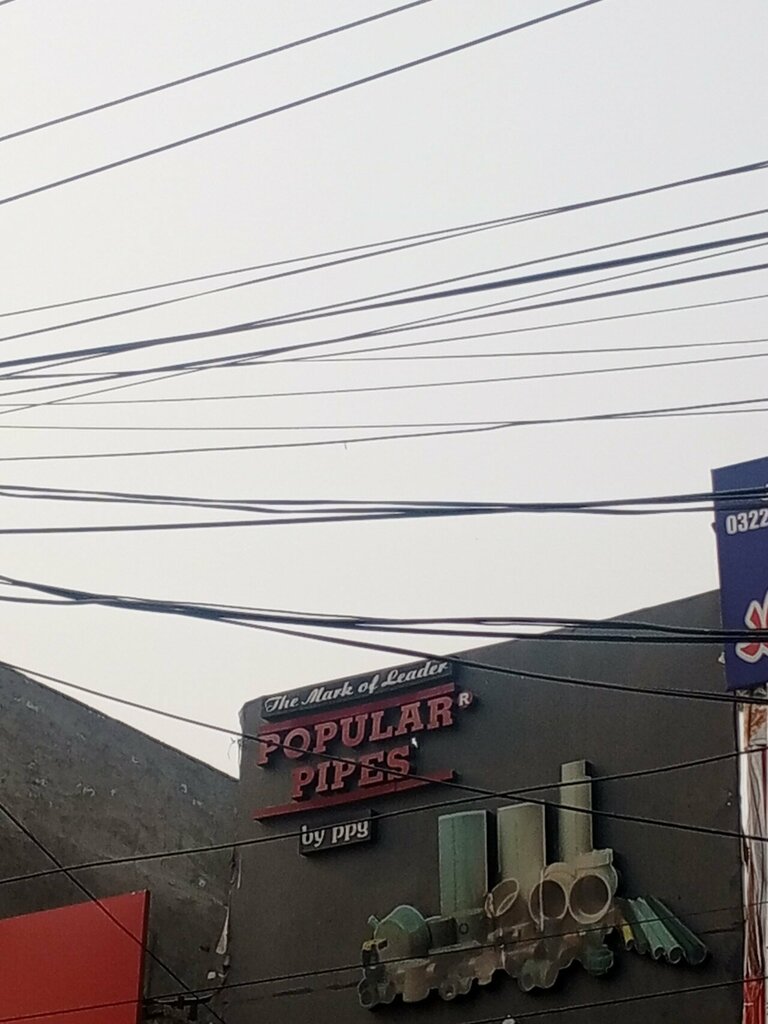 0322
The Mark of Leader
POPULAR®
PIPES
by ppy